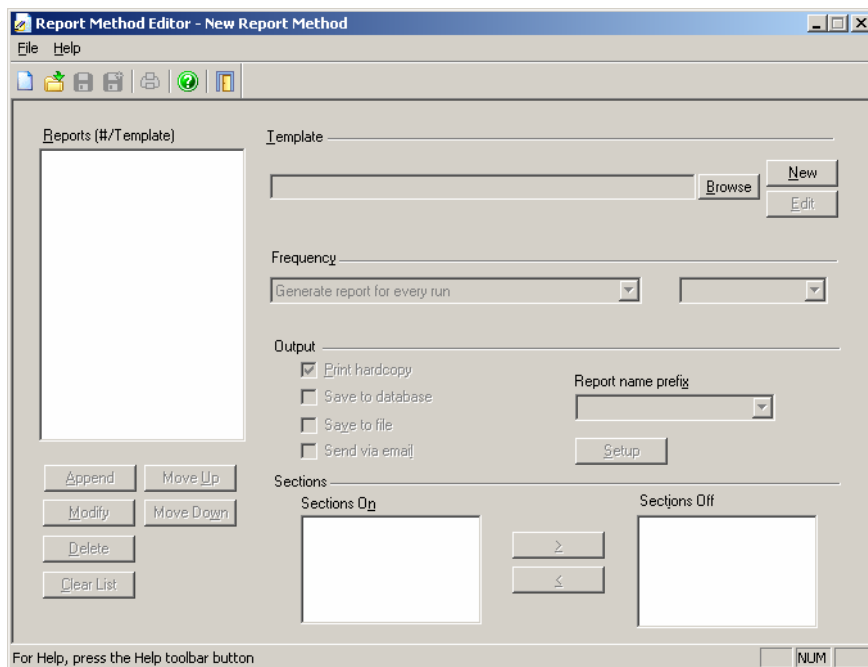 Report Method Editor - New Report Method
File Help
Reports (#/Template)
Template
Browse
New
Edit
Frequency
Generate report for every run
Output
Print hardcopy
Save to database
Save to file
Send via email
Report name prefix
Setup
Append
Move Up
Modify
Move Down
Delete
Clear List
Sections
Sections On
Sections Off
>
<
For Help, press the Help toolbar button
NUM